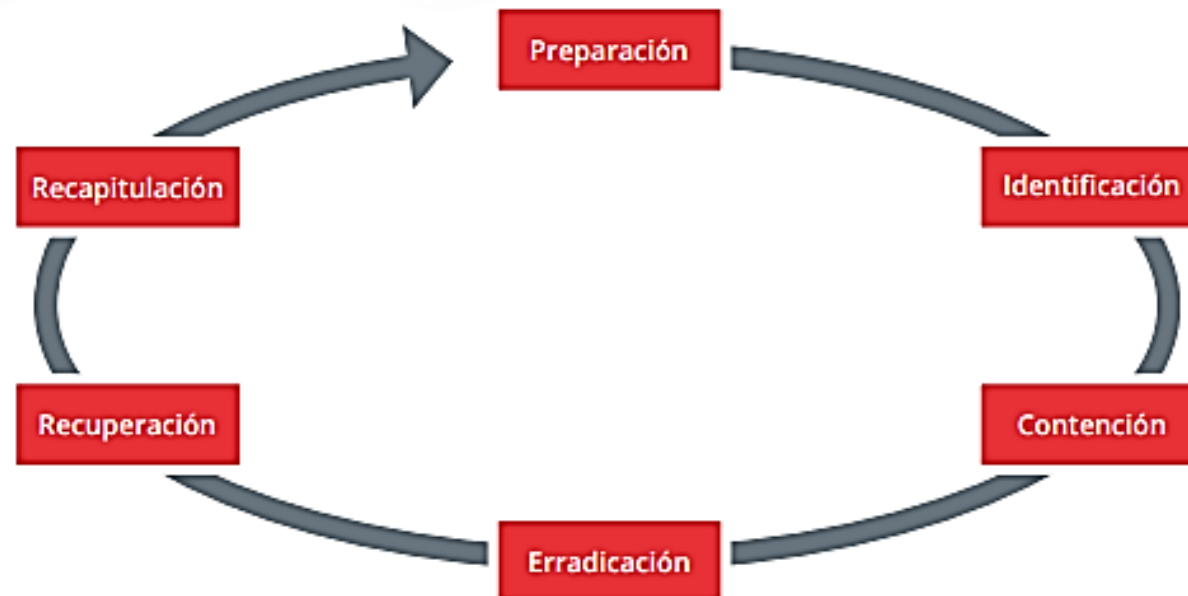 Preparación
Identificación
Contención
Erradicación
Recuperación
Recapitulación